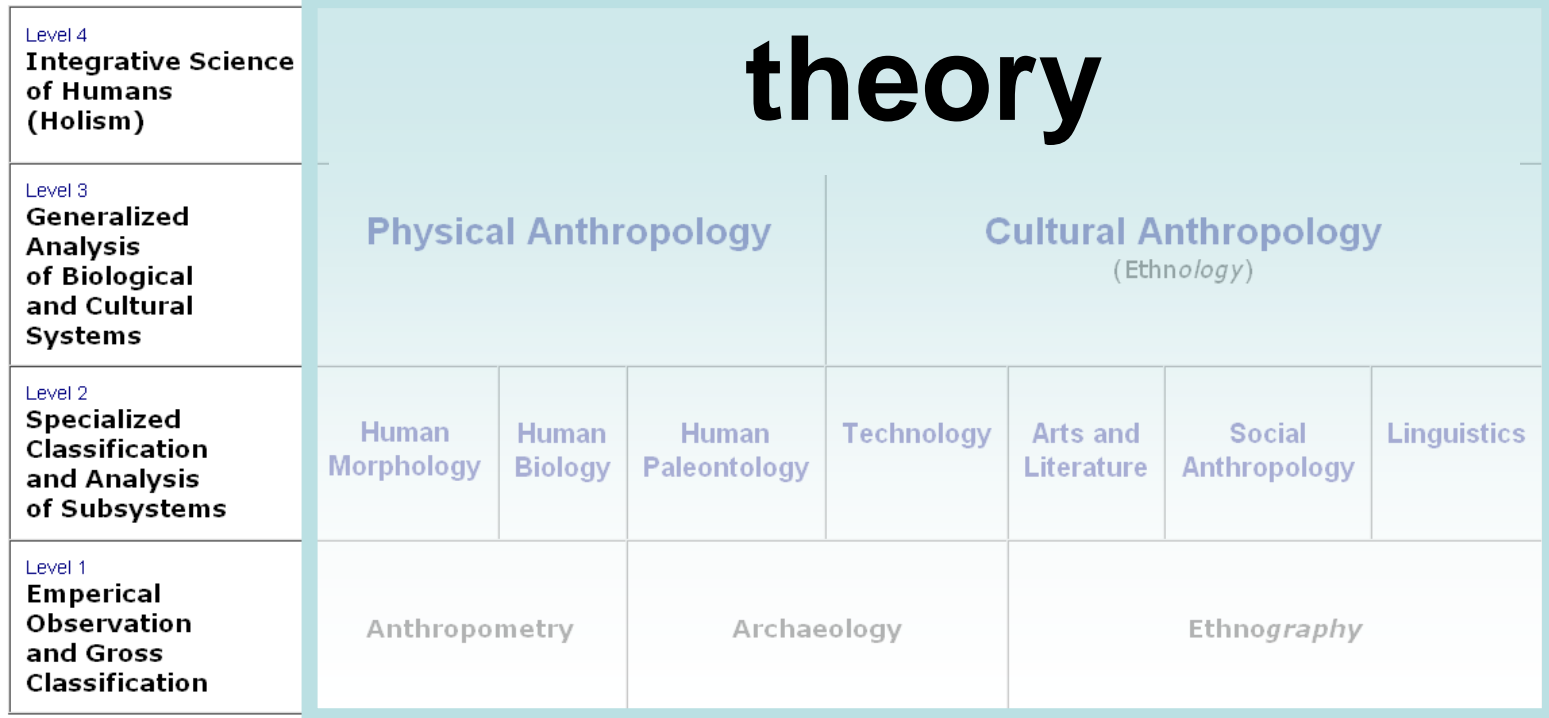 Level 4
Integrative Science
of Humans
(Holism)
theory
Level 3
Generalized
Analysis
of Biological
and Cultural
Systems
Physical Anthropology
Cultural Anthropology
(Ethnology)
Level 2
Specialized
Classification
and Analysis
of Subsystems
Human
Morphology
Human
Biology
Human
Paleontology
Technology
Arts and
Literature
Social
Anthropology
Linguistics
Level 1
Emperical
Observation
and Gross
Classification
Anthropometry
Archaeology
Ethnography